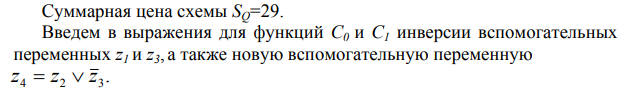 Суммарная цена схемы S_Q=29.
Введем в выражения для функций C_0 и C_1 инверсии вспомогательных
переменных z_1 и z_3, а также новую вспомогательную переменную
z_4 = z_2 ∨ z̅_3.